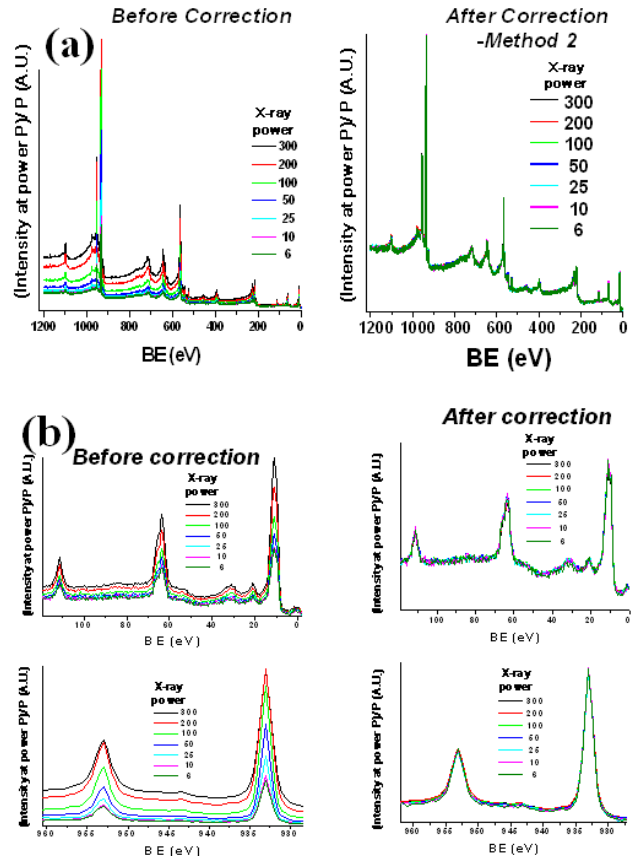 (a)
Before Correction
(Intensity at power P)/P (A.U.)
X-ray
power
300
200
100
50
25
10
6
1200 1000 800 600 400 200 0
BE (eV)
After Correction
-Method 2
(Intensity at power P)/P (A.U.)
X-ray
power
300
200
100
50
25
10
6
1200 1000 800 600 400 200 0
BE (eV)
(b)
Before correction
(Intensity at power P)/P (A.U.)
X-ray
power
300
200
100
50
25
10
6
100 80 60 40 20 0
BE (eV)
After correction
(Intensity at power P)/P (A.U.)
X-ray
power
300
200
100
50
25
10
6
100 80 60 40 20 0
BE (eV)
(Intensity at power P)/P (A.U.)
X-ray
power
300
200
100
50
25
10
6
960 955 950 945 940 935 930
BE (eV)
(Intensity at power P)/P (A.U.)
X-ray
power
300
200
100
50
25
10
6
960 955 950 945 940 935 930
BE (eV)